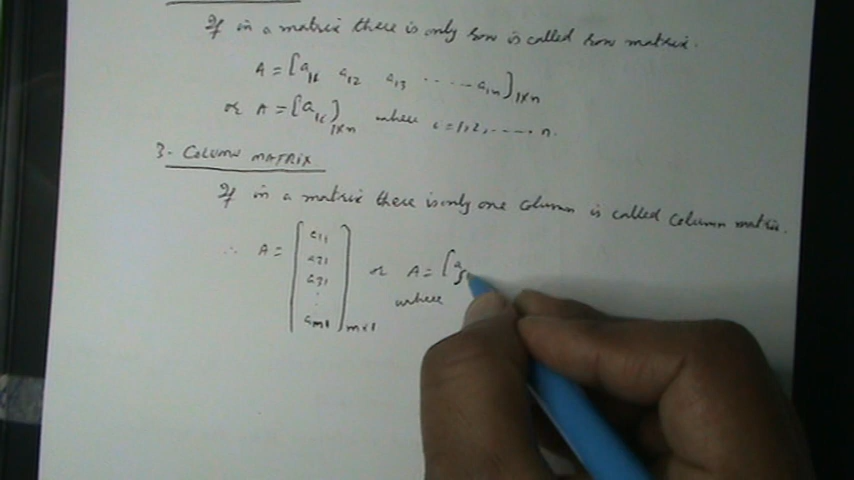 If in a matrix there is only row is called row matrix.
A = [a11 a12 a13 ...... a1n]1×n
or A = [a1i]1×n where i = 1, 2, ...... n.
3. COLUMN MATRIX
If in a matrix there is only one column is called column matrix.
∴ A = [a11 a21 a31 ⋮ am1]m×1 or A = [a
where